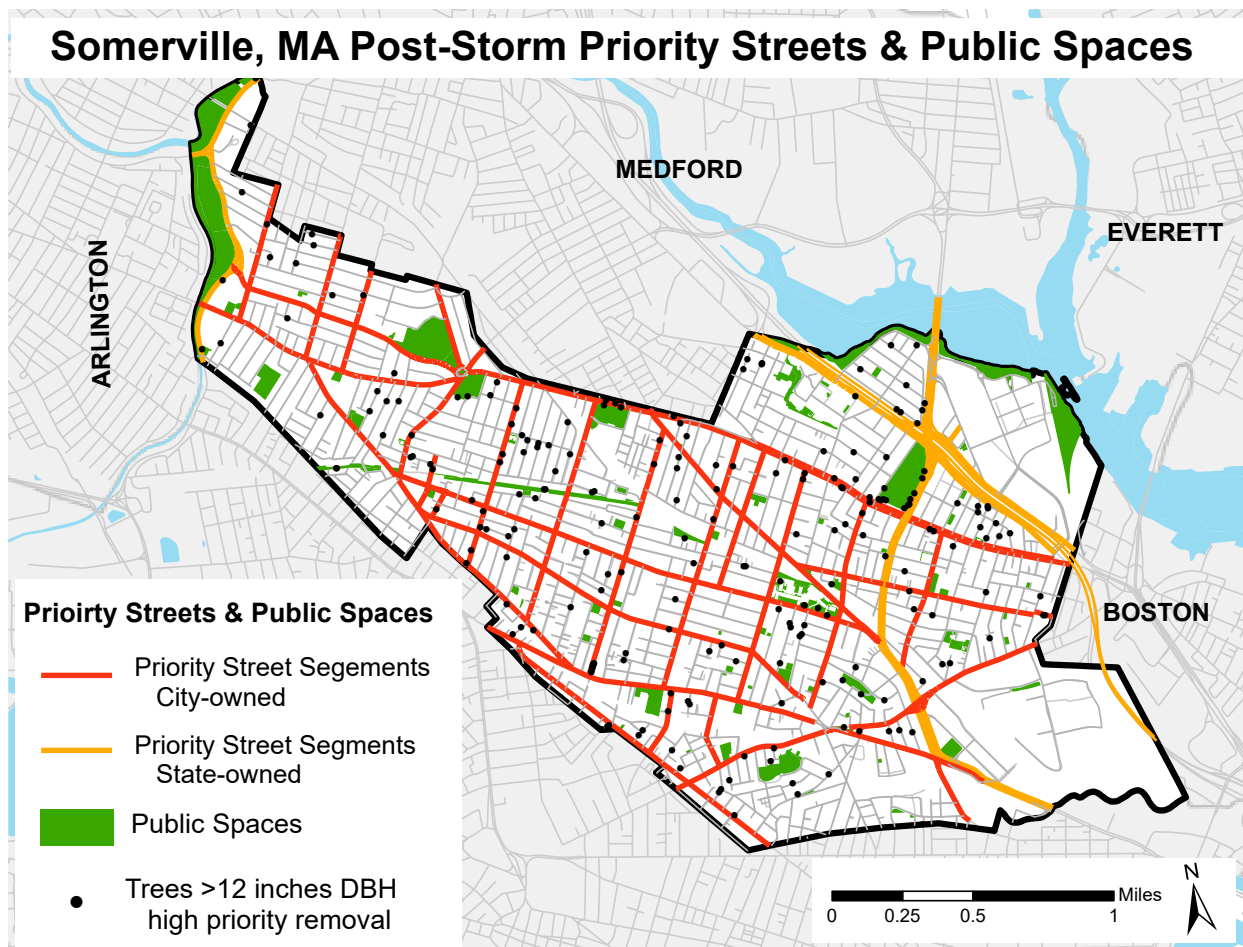 Somerville, MA Post-Storm Priority Streets & Public Spaces
MEDFORD
EVERETT
ARLINGTON
BOSTON
Prioirty Streets & Public Spaces
Priority Street Segements
City-owned
Priority Street Segments
State-owned
Public Spaces
Trees >12 inches DBH
high priority removal
N
Miles
0 0.25 0.5 1